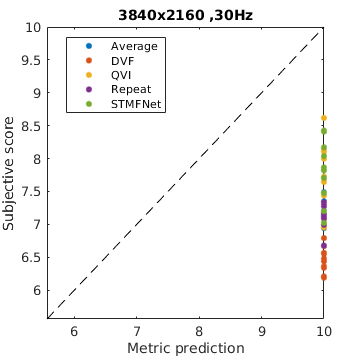 3840x2160 ,30Hz
Average
DVF
QVI
Repeat
STMFNet
Subjective score
10
9.5
9
8.5
8
7.5
7
6.5
6
6 7 8 9 10
Metric prediction